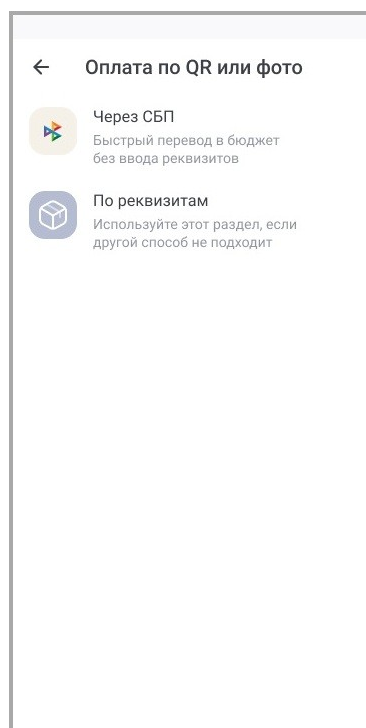 Оплата по QR или фото
Через СБП
Быстрый перевод в бюджет
без ввода реквизитов
По реквизитам
Используйте этот раздел, если
другой способ не подходит